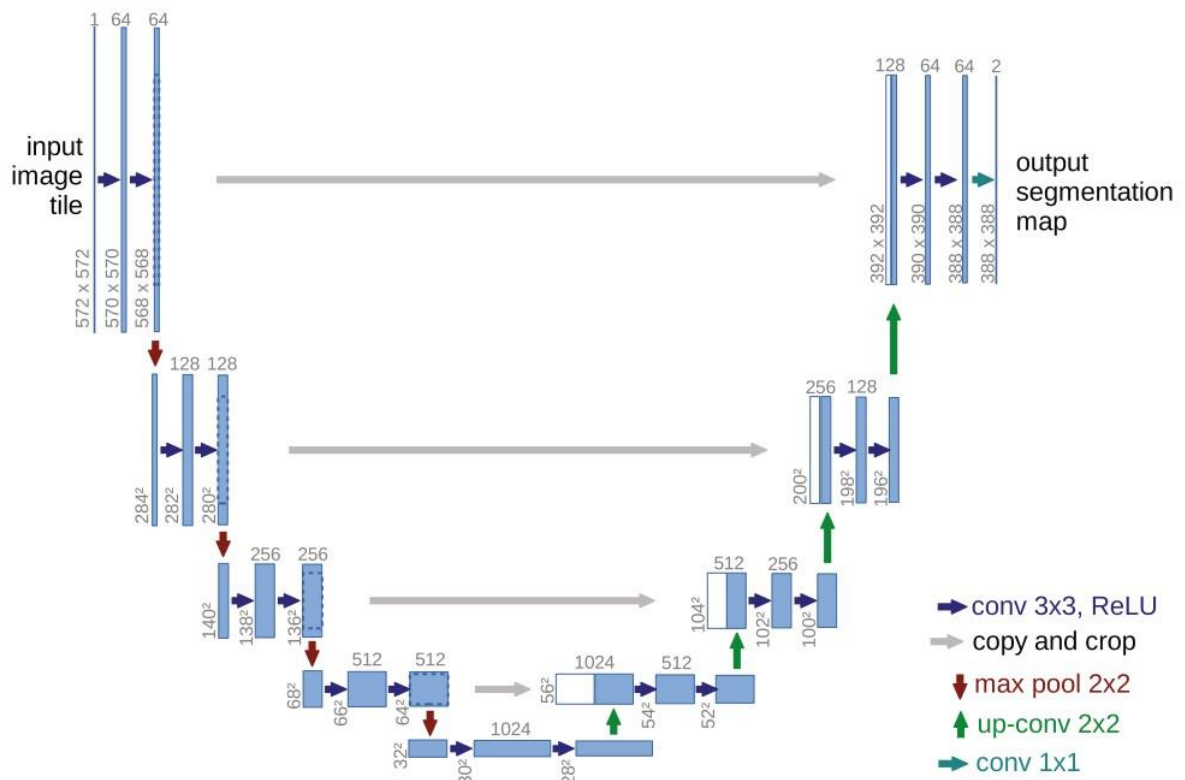 1 64 64
128 64 64 2
input
image
tile
output
segmentation
map
572 x 572
570 x 570
568 x 568
392 x 392
390 x 390
388 x 388
388 x 388
128 128
256 128
284²
282²
280²
200²
198²
196²
256 256
512 256
140²
138²
136²
104²
102²
100²
512 512
1024 512
68²
66²
64²
56²
54²
52²
1024
32²
30²
28²
conv 3x3, ReLU
copy and crop
max pool 2x2
up-conv 2x2
conv 1x1